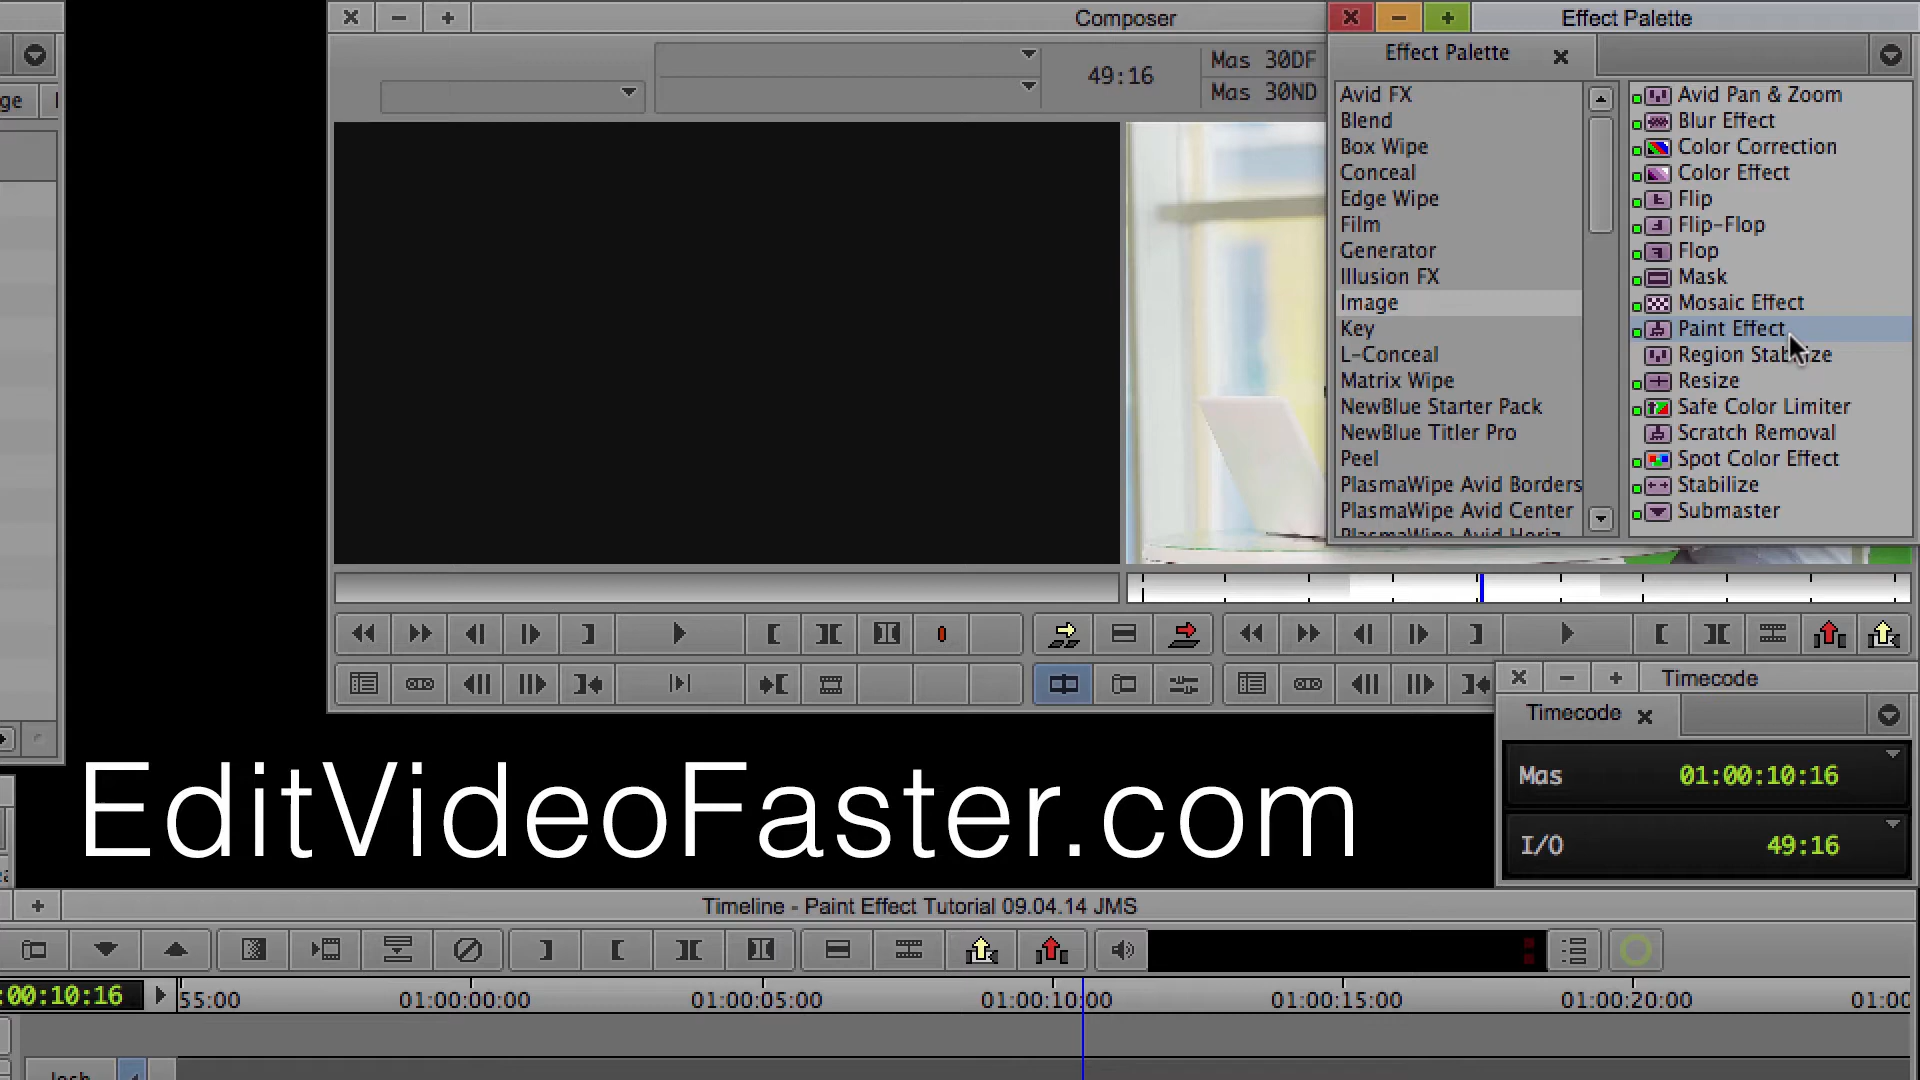 Composer
Effect Palette
Effect Palette
ge
49:16
Mas 30DF
Mas 30ND
Avid FX
Blend
Box Wipe
Conceal
Edge Wipe
Film
Generator
Illusion FX
Image
Key
L-Conceal
Matrix Wipe
NewBlue Starter Pack
NewBlue Titler Pro
Peel
PlasmaWipe Avid Borders
PlasmaWipe Avid Center
PlasmaWipe Avid Horiz
Avid Pan & Zoom
Blur Effect
Color Correction
Color Effect
Flip
Flip-Flop
Flop
Mask
Mosaic Effect
Paint Effect
Region Stabilize
Resize
Safe Color Limiter
Scratch Removal
Spot Color Effect
Stabilize
Submaster
Timecode
Timecode
Mas 01:00:10:16
I/O 49:16
EditVideoFaster.com
Timeline - Paint Effect Tutorial 09.04.14 JMS
:00:10:16
55:00 01:00:00:00 01:00:05:00 01:00:10:00 01:00:15:00 01:00:20:00 01:00